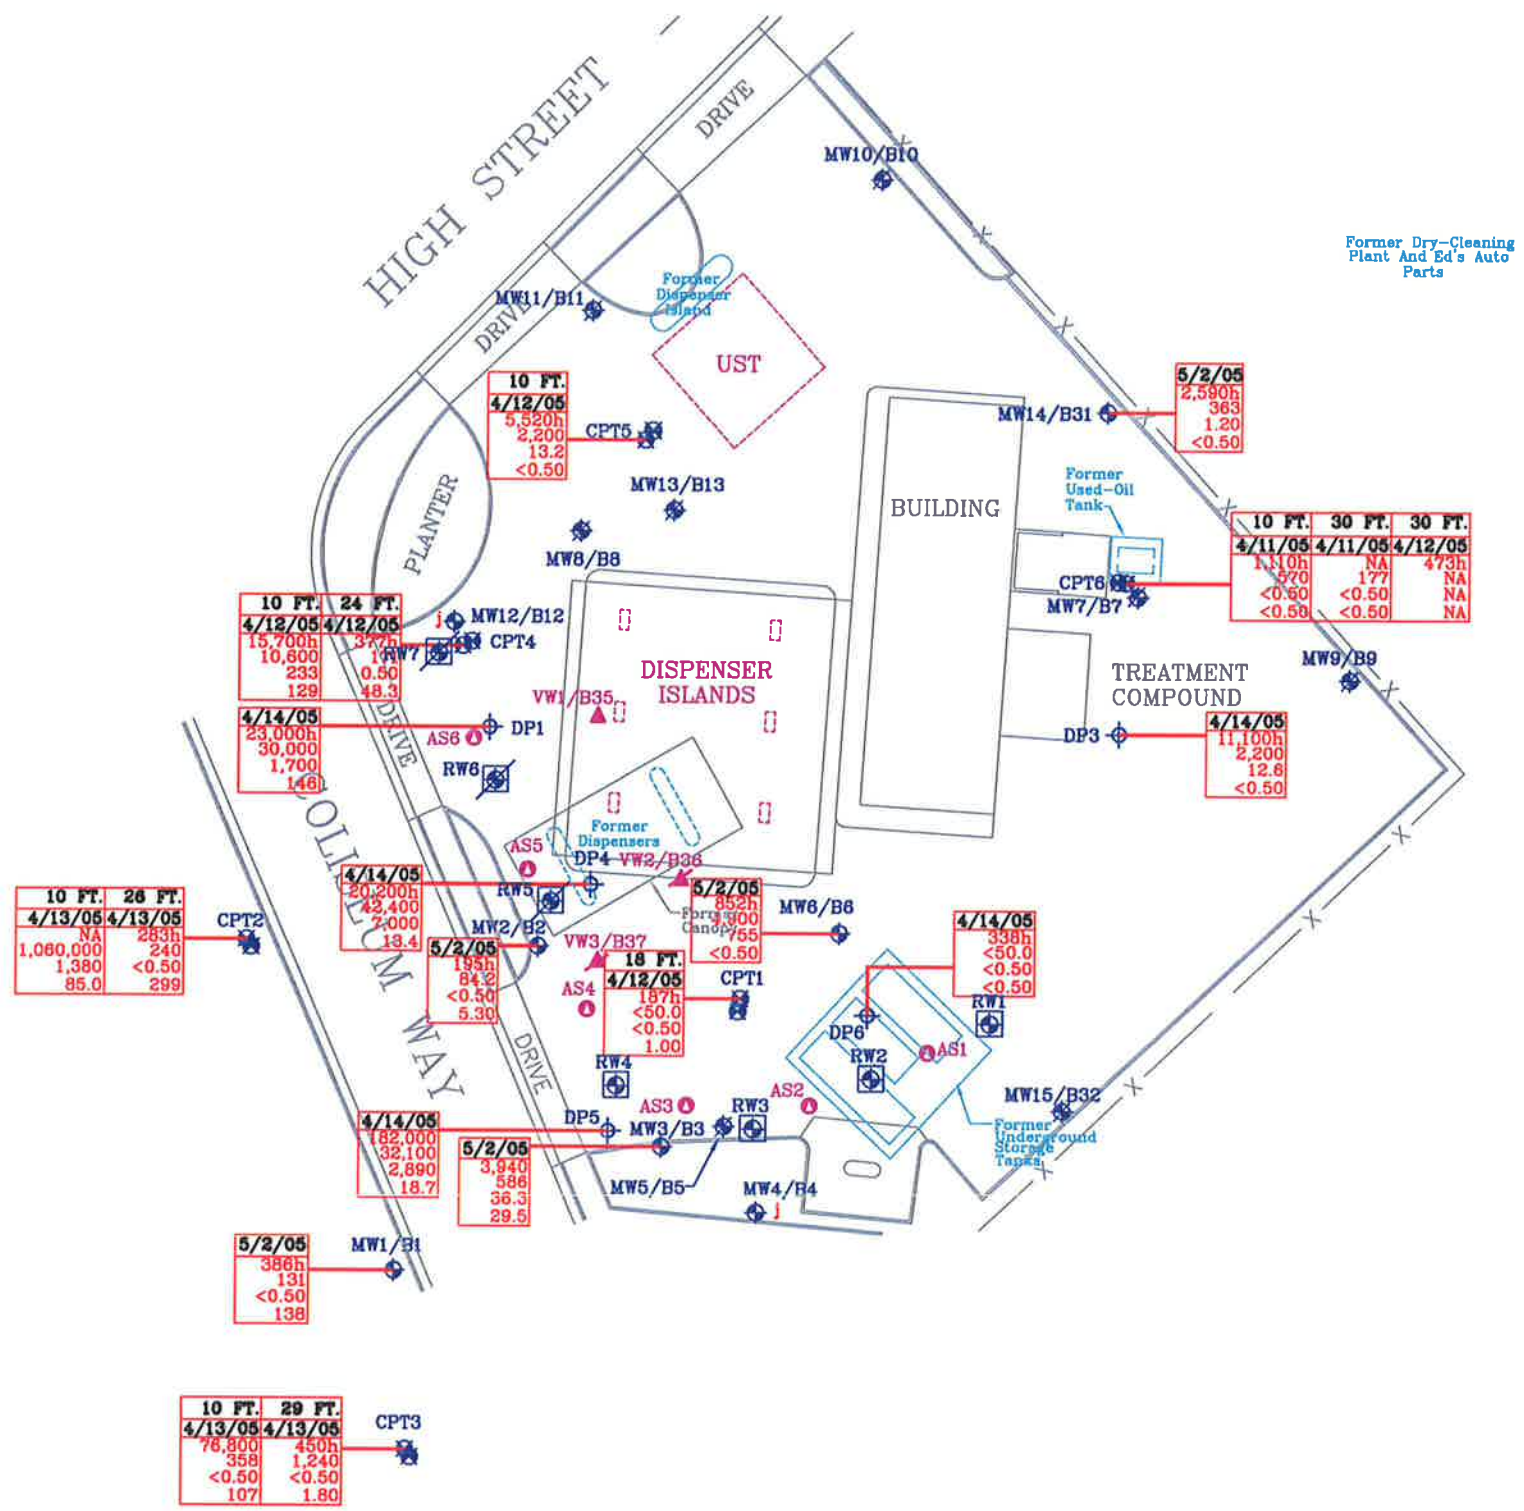 HIGH STREET
DRIVE
MW10/B10
Former Dry-Cleaning
Plant And Ed's Auto
Parts
Former
Dispenser
Island
MW11/B11
DRIVE
UST
10 FT.
4/12/05
5,520h
2,200
13.2
<0.50
CPT5
5/2/05
2,590h
363
1.20
<0.50
MW14/B31
MW13/B13
MW8/B8
PLANTER
BUILDING
Former
Used-Oil
Tank
10 FT. 30 FT. 30 FT.
4/11/05 4/11/05 4/12/05
1,110h NA 473h
570 177 NA
<0.50 <0.50 NA
<0.50 <0.50 NA
CPT6
MW7/B7
10 FT. 24 FT.
4/12/05 4/12/05
15,700h 377h
10,600
233 0.50
129 48.3
j MW12/B12
CPT4
RW7
DISPENSER
ISLANDS
TREATMENT
COMPOUND
MW9/B9
VW1/B35
4/14/05
23,000h
30,000
1,700
146
DP1
AS6
DRIVE
DP3
4/14/05
11,100h
2,200
12.6
<0.50
RW6
COLISEUM WAY
Former
Dispensers
AS5
DP4
VW2/B36
4/14/05
20,200h
42,400
7,000
13.4
RW5
Former
Canopy
5/2/05
852h
755
<0.50
MW6/B6
10 FT. 26 FT.
4/13/05 4/13/05
NA 283h
1,060,000 240
1,380 <0.50
85.0 299
CPT2
MW2/B2
5/2/05
195h
84.2
<0.50
5.30
VW3/B37
18 FT.
4/12/05
187h
<50.0
<0.50
1.00
CPT1
AS4
4/14/05
338h
<50.0
<0.50
<0.50
DP6
RW1
RW2
AS1
DRIVE
RW4
AS3
AS2
MW15/B32
Former
Underground
Storage
Tanks
4/14/05
182,000
32,100
2,890
18.7
DP5
MW3/B3
RW3
5/2/05
3,940
586
36.3
29.5
MW5/B5
MW4/B4
j
5/2/05
386h
131
<0.50
138
MW1/B1
10 FT. 29 FT.
4/13/05 4/13/05
76,800 450h
358 1,240
<0.50 <0.50
107 1.80
CPT3